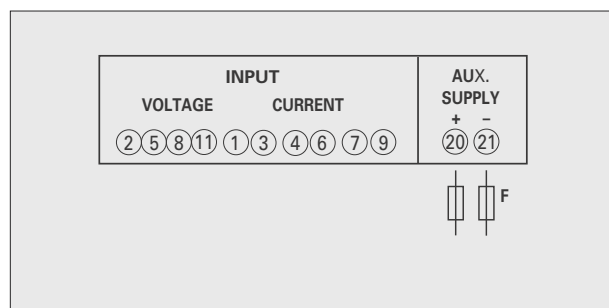 INPUT
VOLTAGE CURRENT
2 5 8 11 1 3 4 6 7 9
AUX.
SUPPLY
+ –
20 21
F